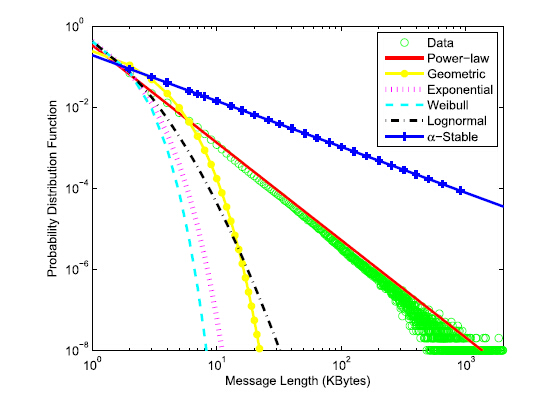 10^0
10^−2
10^−4
10^−6
10^−8
Probability Distribution Function
Data
Power−law
Geometric
Exponential
Weibull
Lognormal
α−Stable
10^0
10^1
10^2
10^3
Message Length (KBytes)